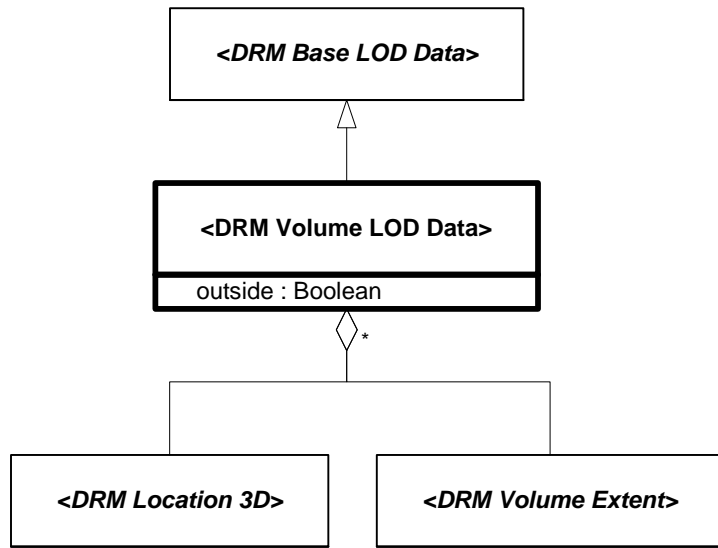 <DRM Base LOD Data>
<DRM Volume LOD Data>
outside : Boolean
*
<DRM Location 3D>
<DRM Volume Extent>